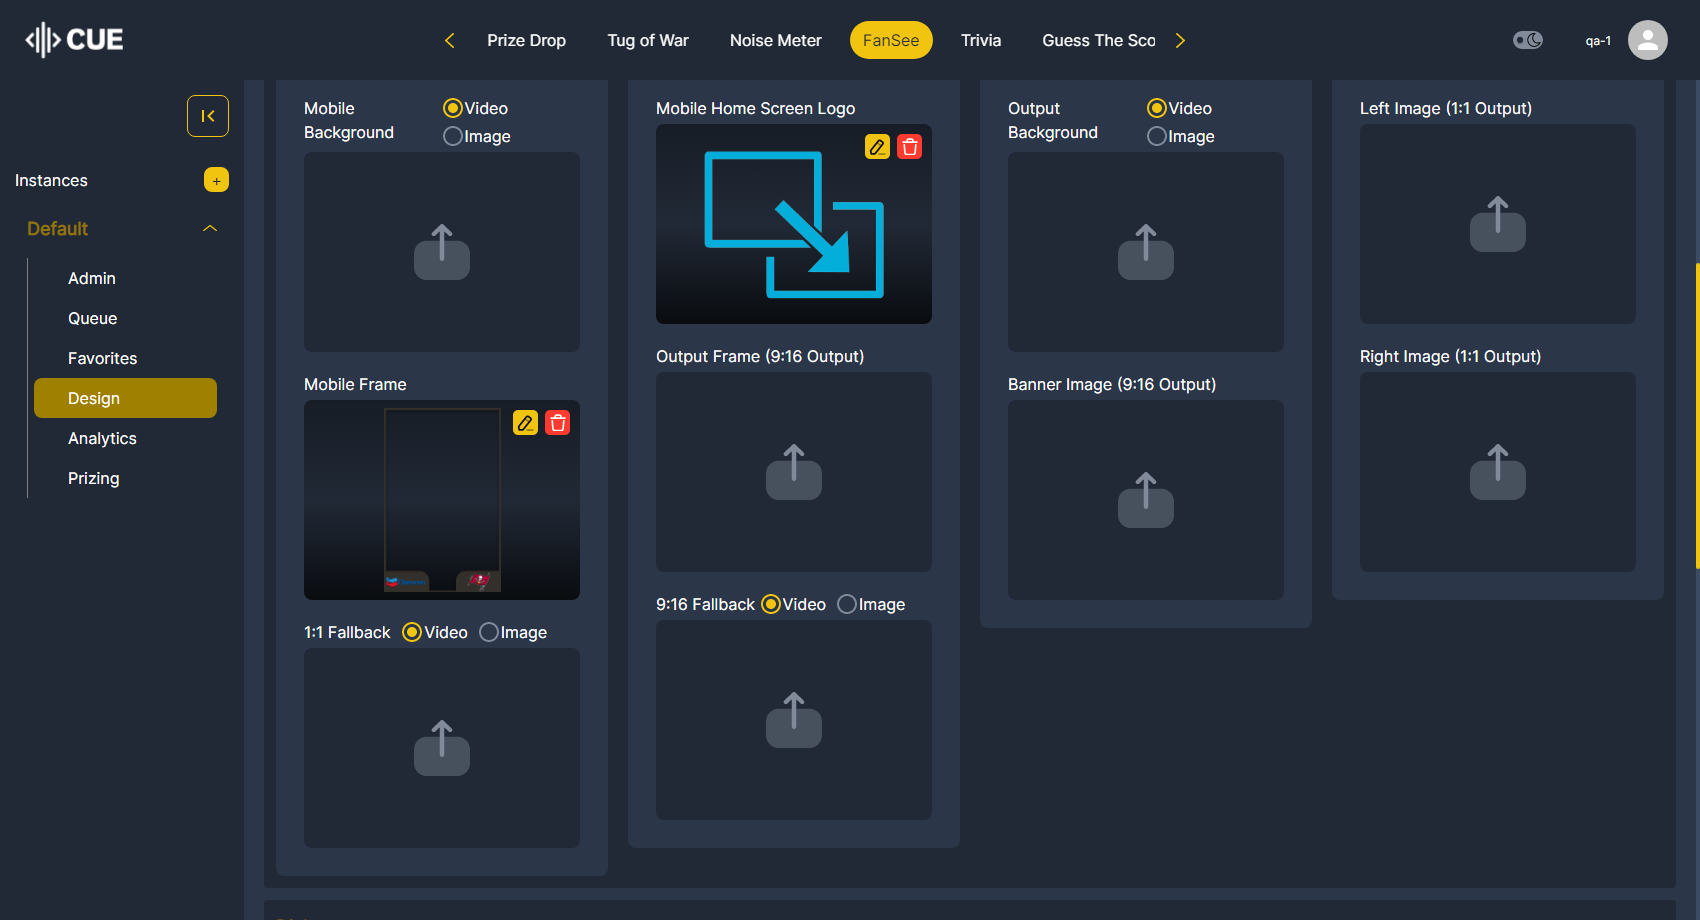 CUE
Prize Drop
Tug of War
Noise Meter
FanSee
Trivia
Guess The Sco
qa-1
Instances
+
Default
Admin
Queue
Favorites
Design
Analytics
Prizing
Mobile Background
Video
Image
Mobile Frame
1:1 Fallback
Video
Image
Mobile Home Screen Logo
Output Frame (9:16 Output)
9:16 Fallback
Video
Image
Output Background
Video
Image
Banner Image (9:16 Output)
Left Image (1:1 Output)
Right Image (1:1 Output)